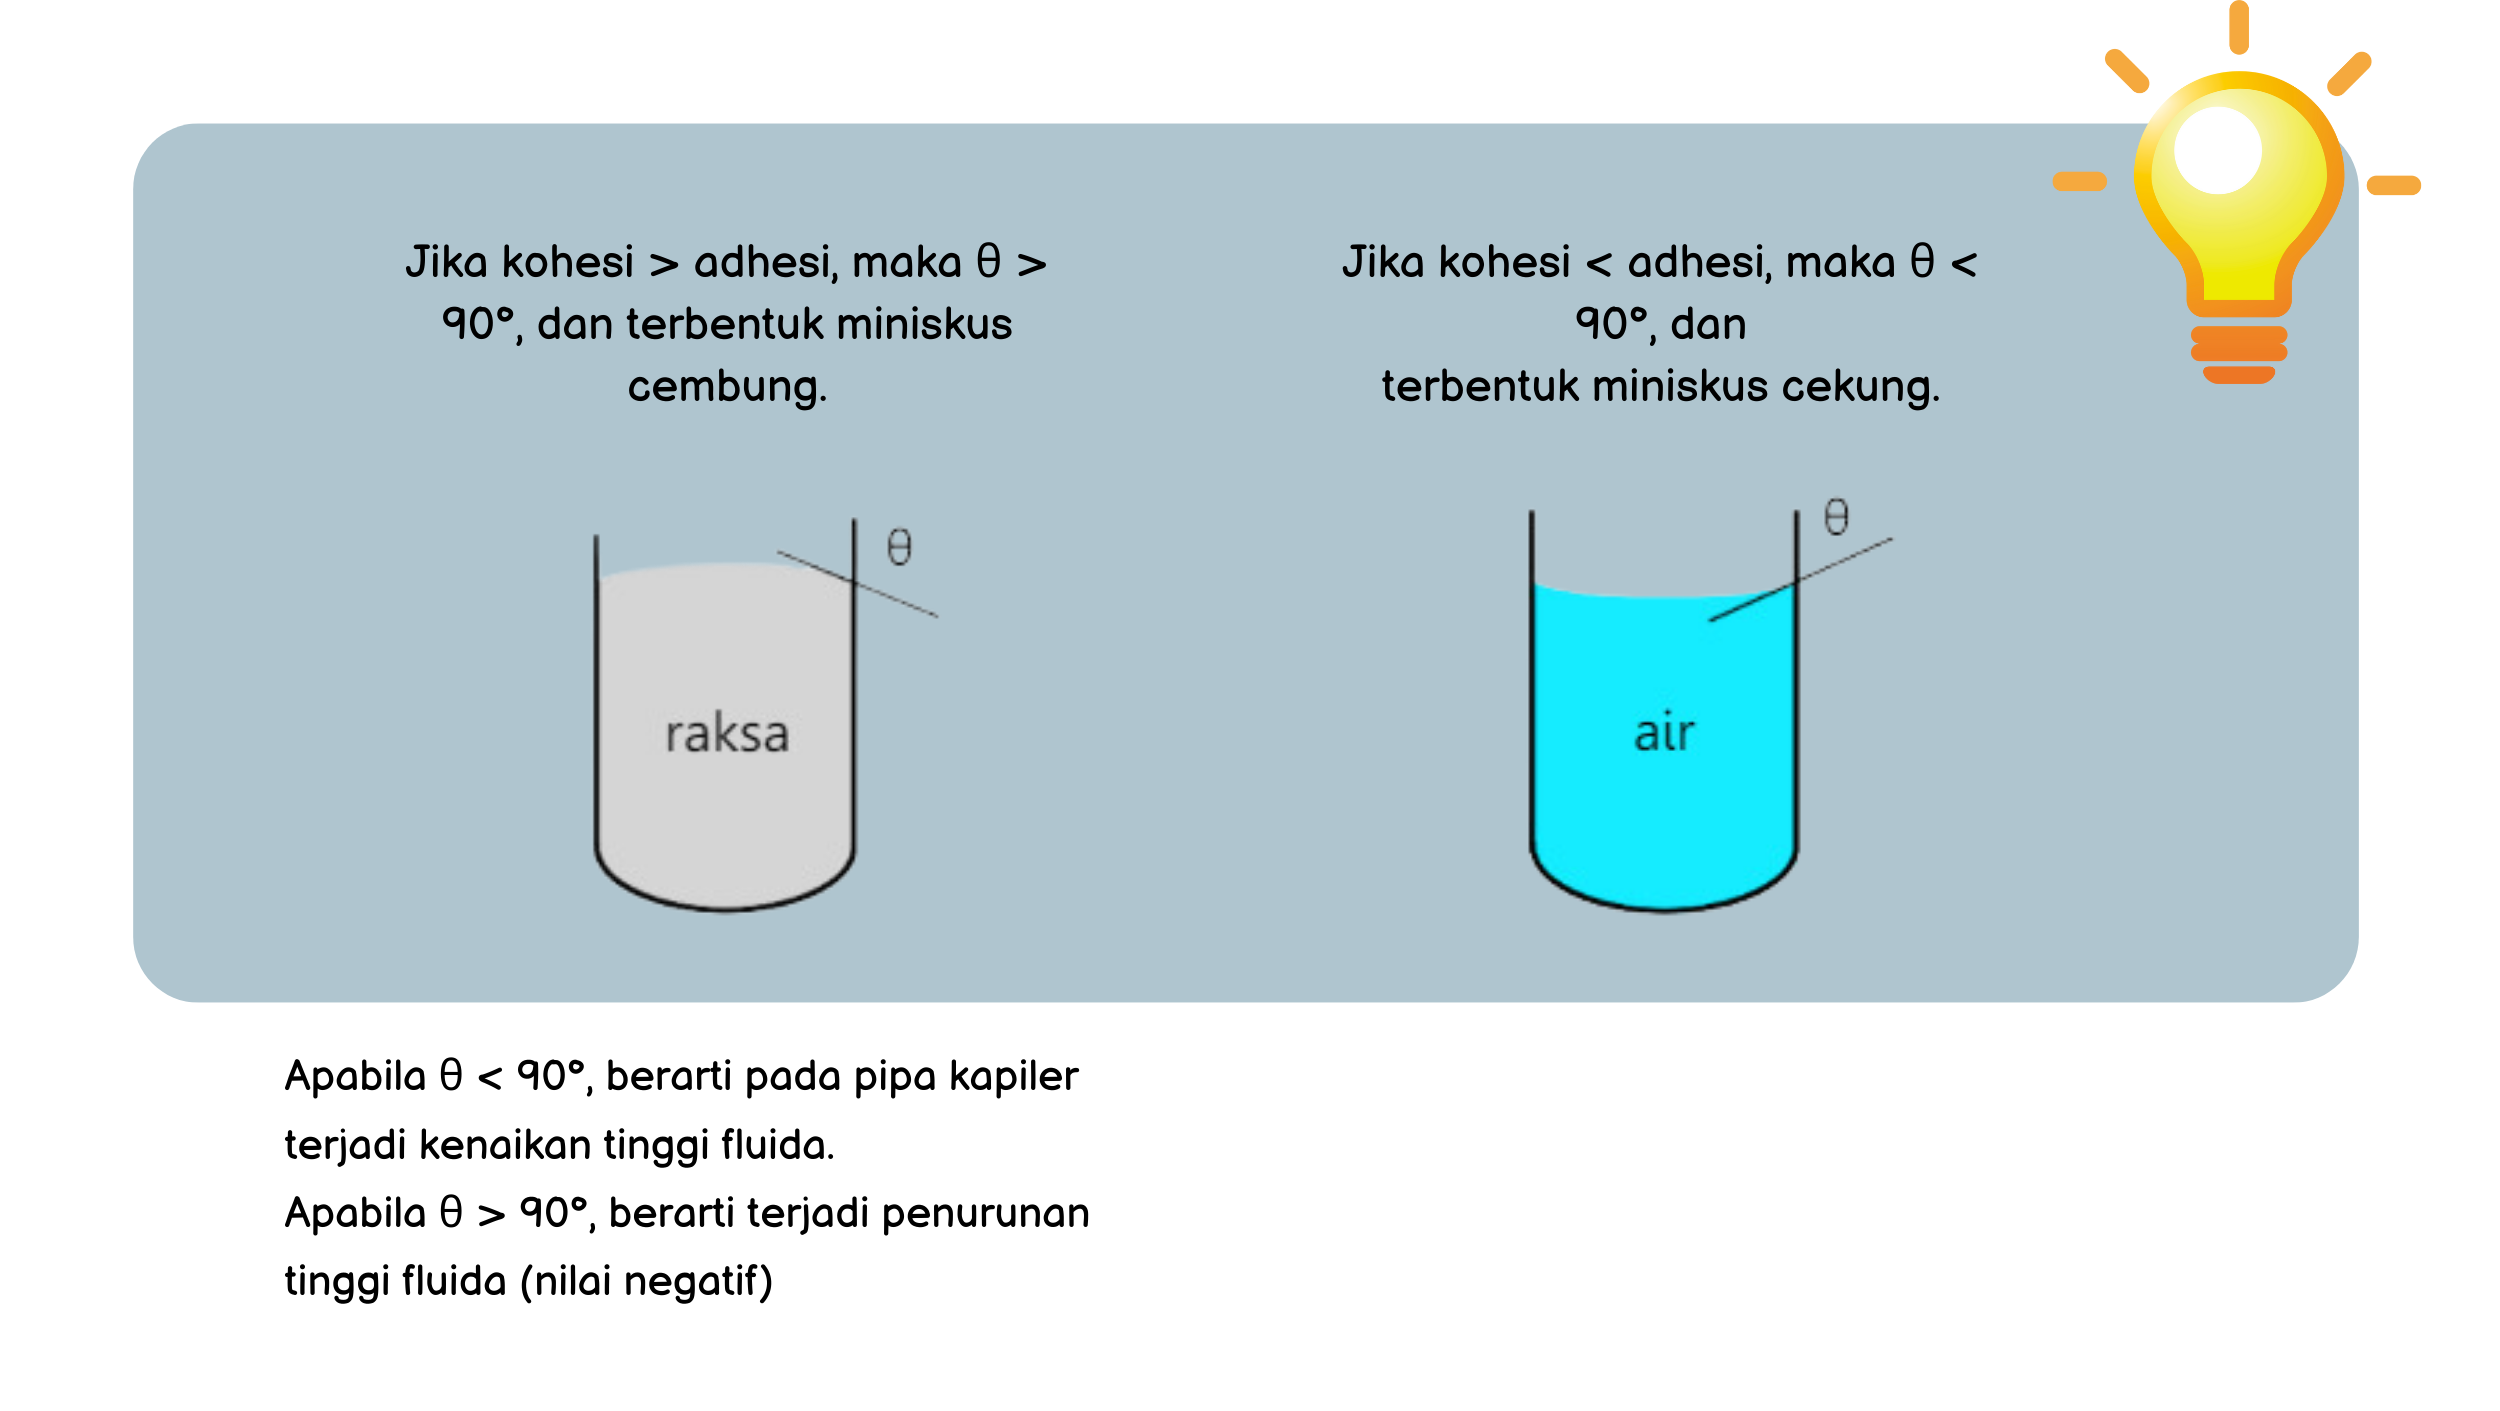 Jika kohesi > adhesi, maka θ >
90°, dan terbentuk miniskus
cembung.
Jika kohesi < adhesi, maka θ <
90°, dan
terbentuk miniskus cekung.
θ
raksa
θ
air
Apabila θ < 90°, berarti pada pipa kapiler
terjadi kenaikan tinggi fluida.
Apabila θ > 90°, berarti terjadi penurunan
tinggi fluida (nilai negatif)